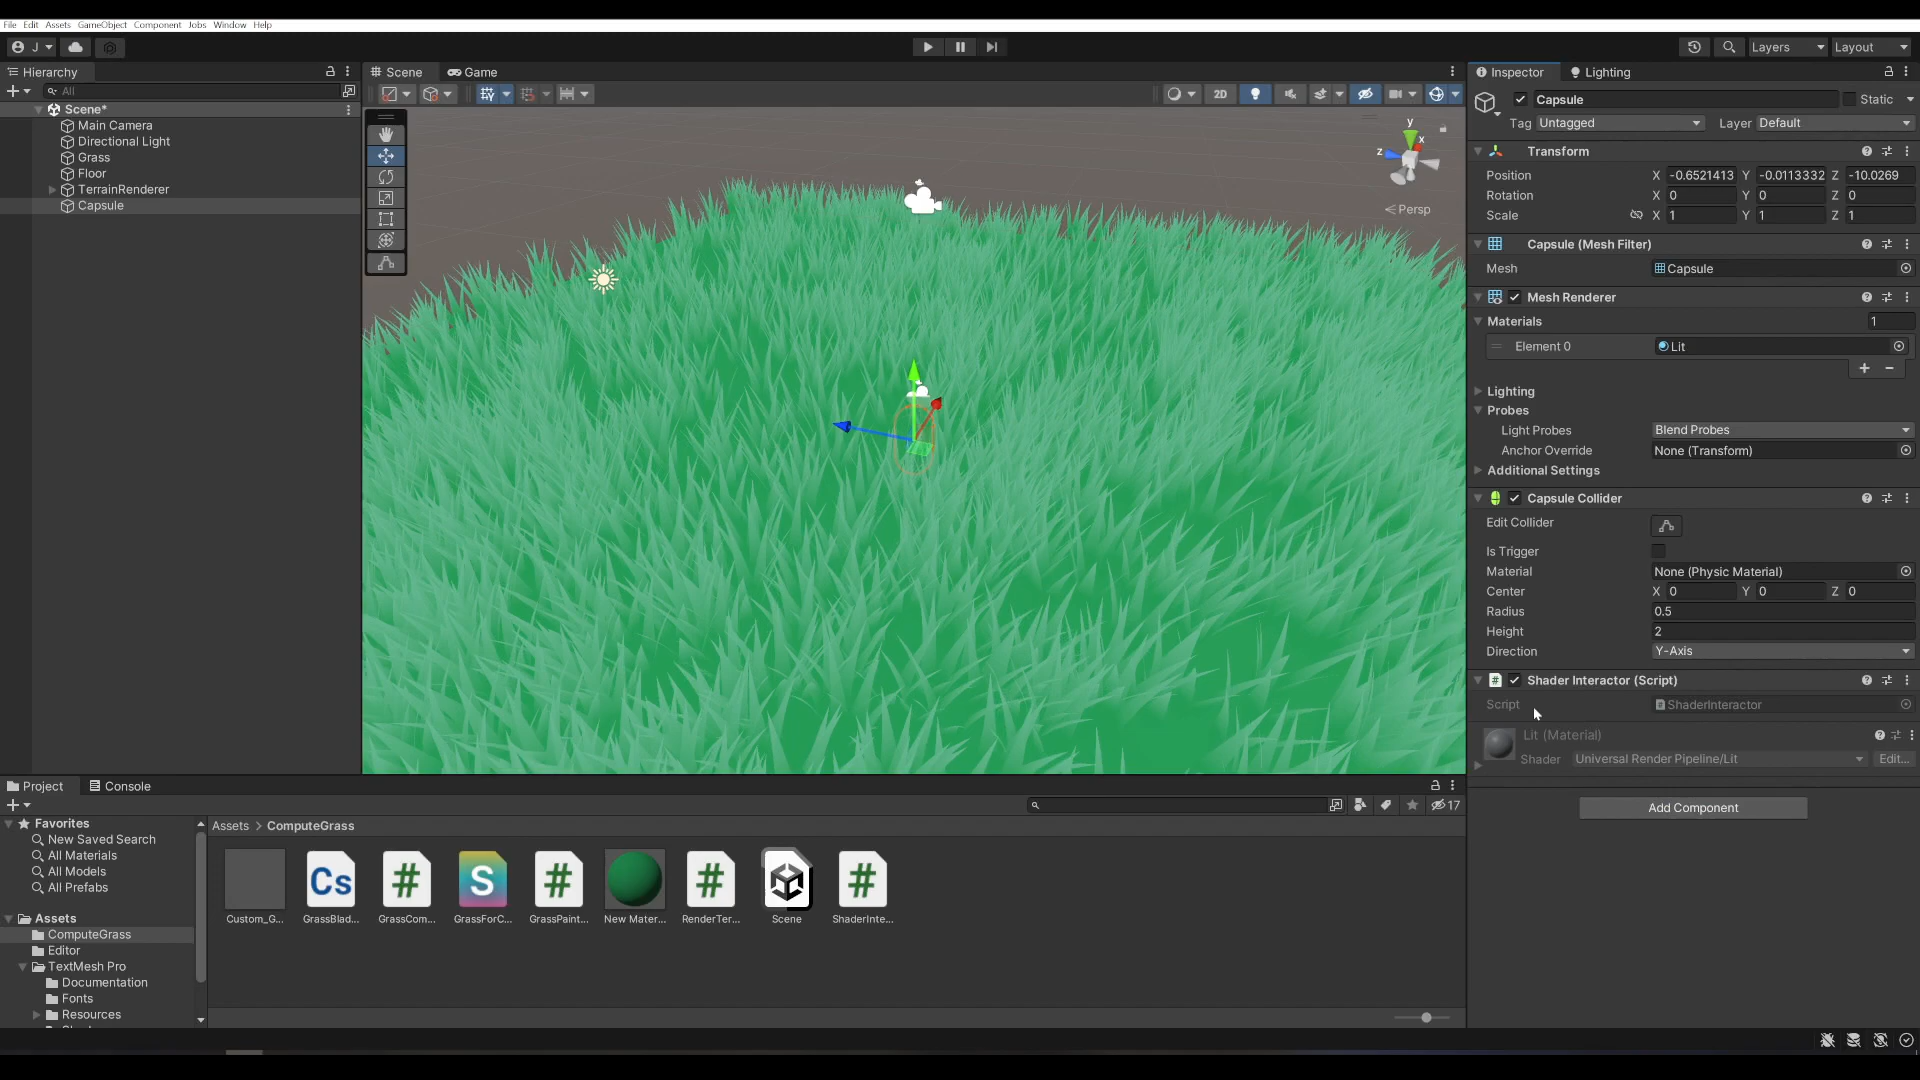 File Edit Assets GameObject Component Jobs Window Help
J Layers Layout
Hierarchy
All
Scene*
Main Camera
Directional Light
Grass
Floor
TerrainRenderer
Capsule
Scene Game
2D
y
x
z
Persp
Inspector Lighting
Capsule Static
Tag Untagged Layer Default
Transform
Position X -0.6521413 Y -0.0113332 Z -10.0269
Rotation X 0 Y 0 Z 0
Scale X 1 Y 1 Z 1
Capsule (Mesh Filter)
Mesh Capsule
Mesh Renderer
Materials 1
Element 0 Lit
Lighting
Probes
Light Probes Blend Probes
Anchor Override None (Transform)
Additional Settings
Capsule Collider
Edit Collider
Is Trigger
Material None (Physic Material)
Center X 0 Y 0 Z 0
Radius 0.5
Height 2
Direction Y-Axis
# Shader Interactor (Script)
Script ShaderInteractor
Lit (Material)
Shader Universal Render Pipeline/Lit Edit...
Add Component
Project Console
17
Favorites
New Saved Search
All Materials
All Models
All Prefabs
Assets
ComputeGrass
Editor
TextMesh Pro
Documentation
Fonts
Resources
Assets > ComputeGrass
Cs # S # # #
Custom_G... GrassBlad... GrassCom... GrassForC... GrassPaint... New Mater... RenderTer... Scene ShaderInte...